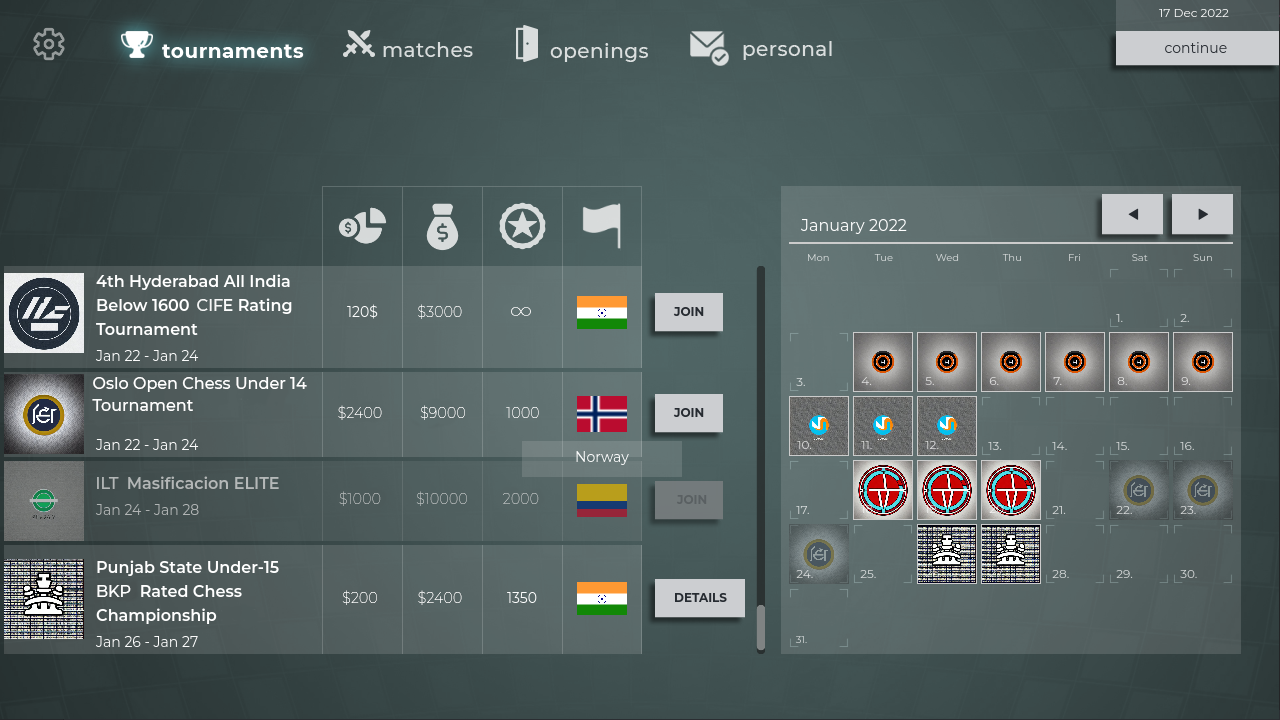 17 Dec 2022
tournaments
matches
openings
personal
continue
January 2022
Mon Tue Wed Thu Fri Sat Sun
4th Hyderabad All India
Below 1600 CIFE Rating
Tournament
Jan 22 - Jan 24
120$
$3000
∞
JOIN
Oslo Open Chess Under 14
Tournament
Jan 22 - Jan 24
$2400
$9000
1000
JOIN
Norway
ILT Masificacion ELITE
Jan 24 - Jan 28
$1000
$10000
2000
JOIN
Punjab State Under-15
BKP Rated Chess
Championship
Jan 26 - Jan 27
$200
$2400
1350
DETAILS
1. 2.
3. 4. 5. 6. 7. 8. 9.
10. 11. 12. 13. 14. 15. 16.
17. 21. 22. 23.
24. 25. 28. 29. 30.
31.